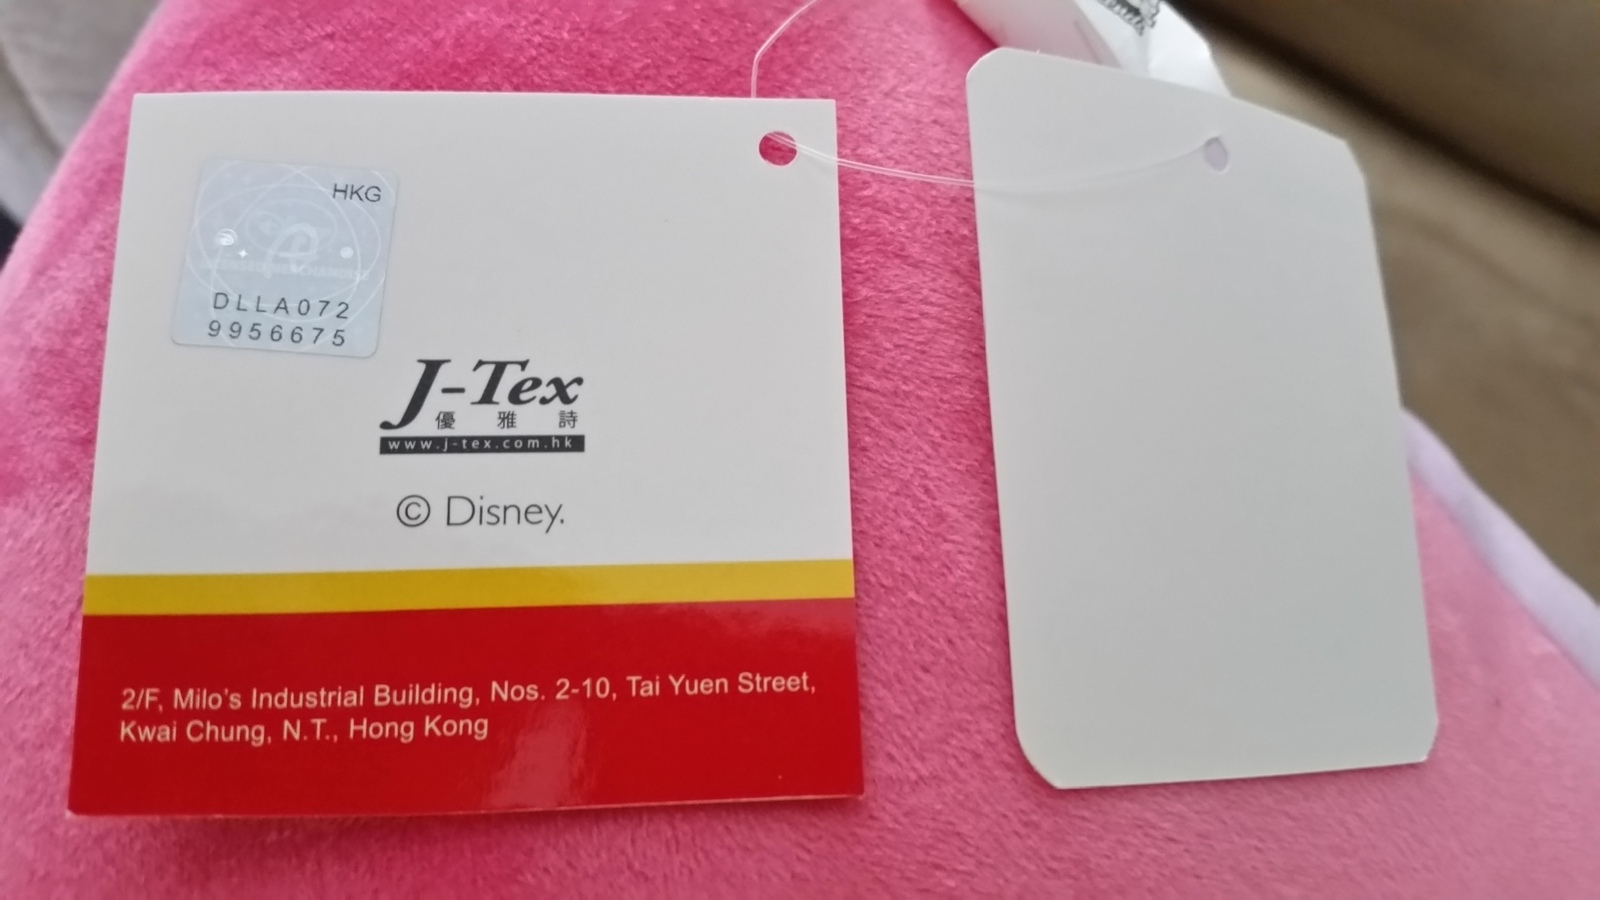 HKG
DLLA072
9956675
J-Tex
優 雅 詩
www.j-tex.com.hk
© Disney.
2/F, Milo's Industrial Building, Nos. 2-10, Tai Yuen Street,
Kwai Chung, N.T., Hong Kong